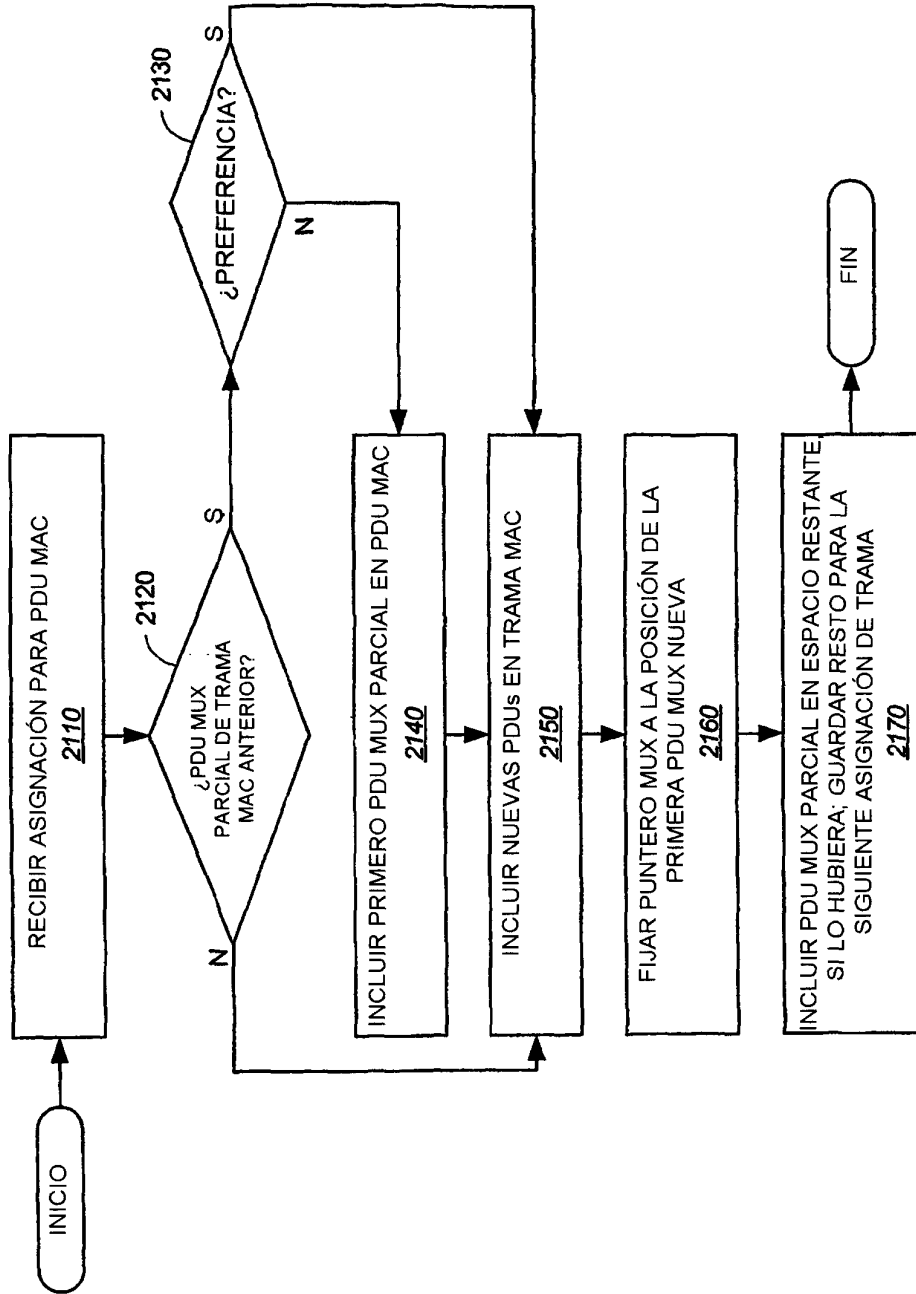 INICIO
RECIBIR ASIGNACIÓN PARA PDU MAC
2110
2120
¿PDU MUX
PARCIAL DE TRAMA
MAC ANTERIOR?
N
S
2130
¿PREFERENCIA?
S
N
INCLUIR PRIMERO PDU MUX PARCIAL EN PDU MAC
2140
INCLUIR NUEVAS PDUs EN TRAMA MAC
2150
FIJAR PUNTERO MUX A LA POSICIÓN DE LA
PRIMERA PDU MUX NUEVA
2160
INCLUIR PDU MUX PARCIAL EN ESPACIO RESTANTE,
SI LO HUBIERA; GUARDAR RESTO PARA LA
SIGUIENTE ASIGNACIÓN DE TRAMA
2170
FIN